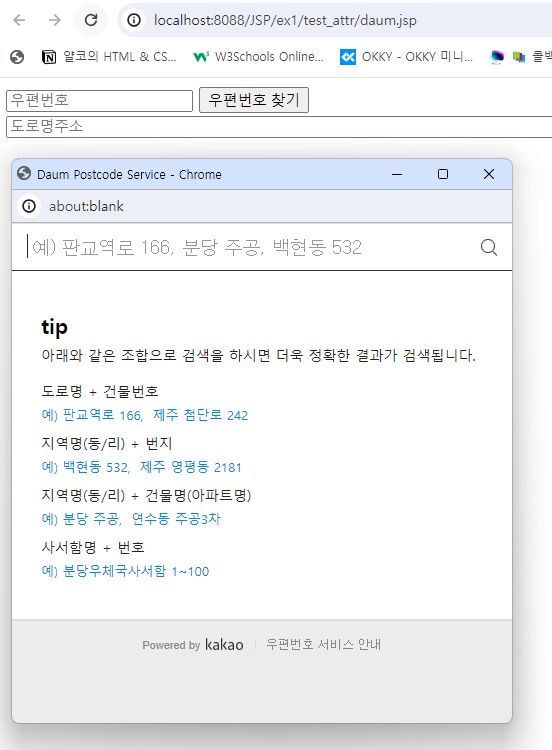 localhost:8088/JSP/ex1/test_attr/daum.jsp
얄코의 HTML & CS... W3Schools Online... OKKY - OKKY 미니... 콜백
우편번호 우편번호 찾기
도로명주소
Daum Postcode Service - Chrome
about:blank
예) 판교역로 166, 분당 주공, 백현동 532
tip
아래와 같은 조합으로 검색을 하시면 더욱 정확한 결과가 검색됩니다.
도로명 + 건물번호
예) 판교역로 166, 제주 첨단로 242
지역명(동/리) + 번지
예) 백현동 532, 제주 영평동 2181
지역명(동/리) + 건물명(아파트명)
예) 분당 주공, 연수동 주공3차
사서함명 + 번호
예) 분당우체국사서함 1~100
Powered by kakao 우편번호 서비스 안내